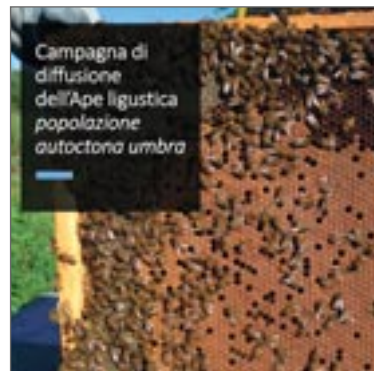 Campagna di
diffusione
dell'Ape ligustica
popolazione
autoctona umbra